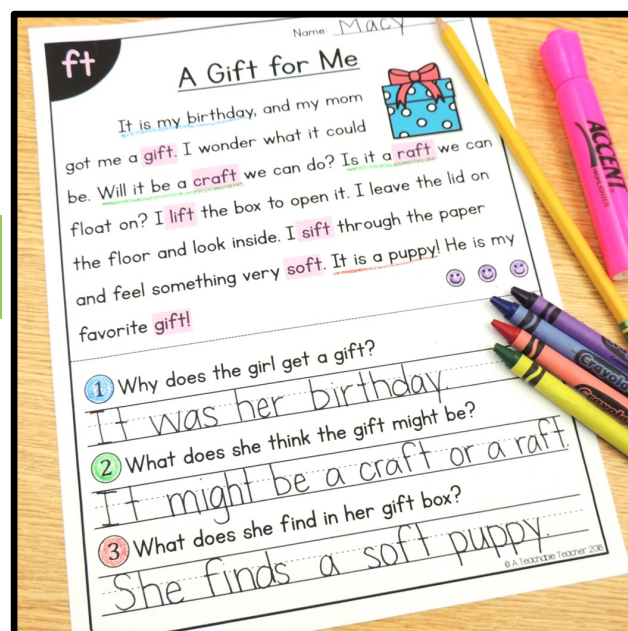 Name: Macy
ft
A Gift for Me
It is my birthday, and my mom
got me a gift. I wonder what it could
be. Will it be a craft we can do? Is it a raft we can
float on? I lift the box to open it. I leave the lid on
the floor and look inside. I sift through the paper
and feel something very soft. It is a puppy! He is my
favorite gift!
1 Why does the girl get a gift?
It was her birthday
2 What does she think the gift might be?
It might be a craft or a raft.
3 What does she find in her gift box?
She finds a soft puppy.
© A Teachable Teacher 2018
ACCENT
HIGHLIGHTER
Crayola
Crayola